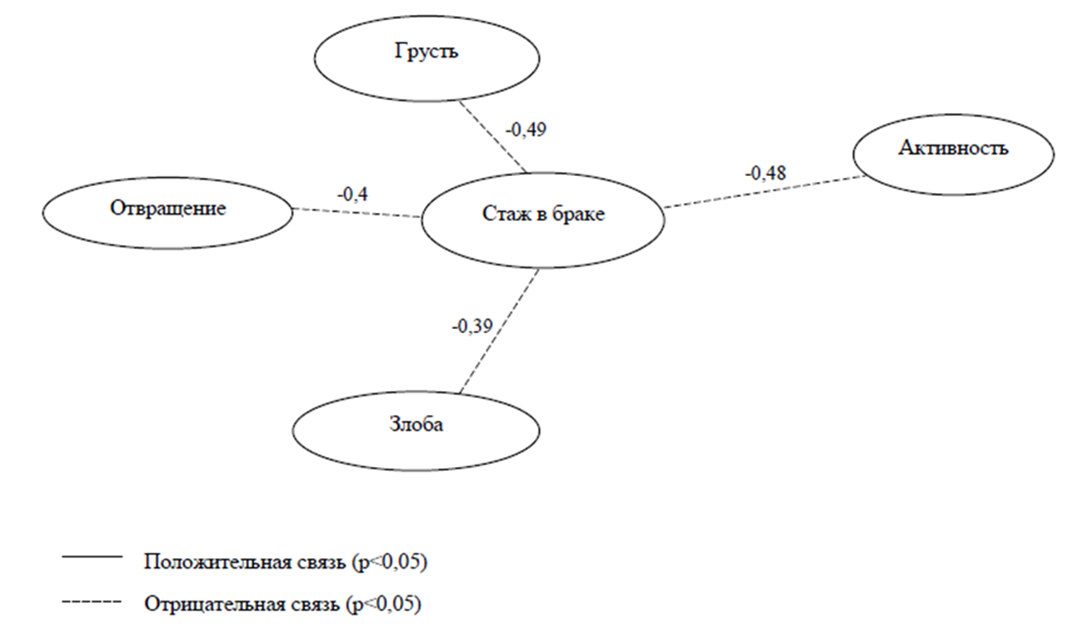 Грусть
-0,49
Активность
-0,48
Отвращение
-0,4
Стаж в браке
-0,39
Злоба
Положительная связь (p<0,05)
Отрицательная связь (p<0,05)